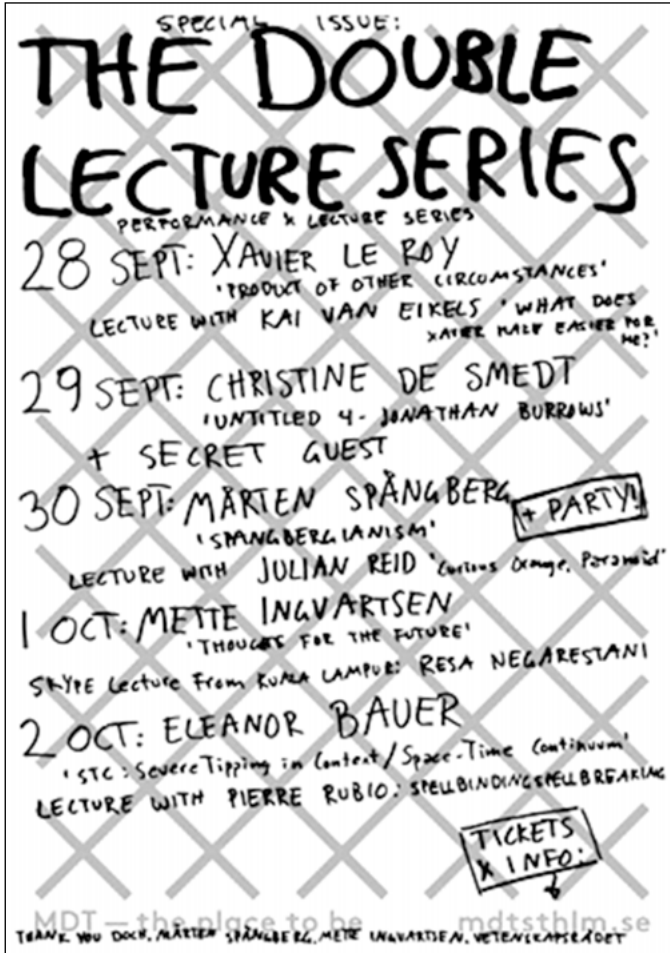 SPECIAL ISSUE:
THE DOUBLE
LECTURE SERIES
PERFORMANCE X LECTURE SERIES
28 SEPT: XAVIER LE ROY
'PRODUCT OF OTHER CIRCUMSTANCES'
LECTURE WITH KAI VAN EIKELS 'WHAT DOES
XAVIER MAKE EASIER FOR
ME?'
29 SEPT: CHRISTINE DE SMEDT
'UNTITLED 4 - JONATHAN BURROWS'
+ SECRET GUEST
30 SEPT: MÅRTEN SPÅNGBERG
+ PARTY!
'SPANGBERGIANISM'
LECTURE WITH JULIAN REID 'Curious Orange, Paranoid'
1 OCT: METTE INGVARTSEN
'THOUGHTS FOR THE FUTURE'
SKYPE Lecture From KUALA LAMPUR: RESA NEGARESTANI
2 OCT: ELEANOR BAUER
'STC: Severe Tipping in Context/Space-Time Continuum'
LECTURE WITH PIERRE RUBIO: SPELLBINDINGSPELLBREAKING
TICKETS
X INFO:
MDT — the place to be mdtsthlm.se
THANK YOU DOCH, MÅRTEN SPÅNGBERG, METTE INGVARTSEN, VETENSKAPSRÅDET